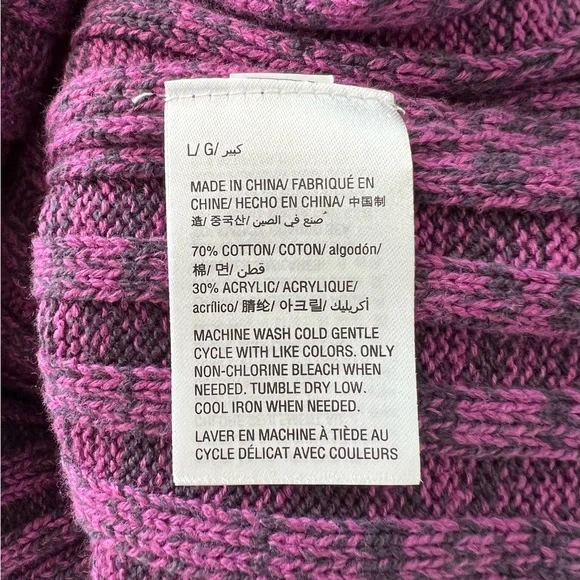 L/ G/ كبير
MADE IN CHINA/ FABRIQUÉ EN
CHINE/ HECHO EN CHINA/ 中国制
造/ 중국산/ صنع في الصين
70% COTTON/ COTON/ algodón/
棉/ 면/ قطن
30% ACRYLIC/ ACRYLIQUE/
acrílico/ 腈纶/ 아크릴/ أكريليك
MACHINE WASH COLD GENTLE
CYCLE WITH LIKE COLORS. ONLY
NON-CHLORINE BLEACH WHEN
NEEDED. TUMBLE DRY LOW.
COOL IRON WHEN NEEDED.
LAVER EN MACHINE À TIÈDE AU
CYCLE DÉLICAT AVEC COULEURS